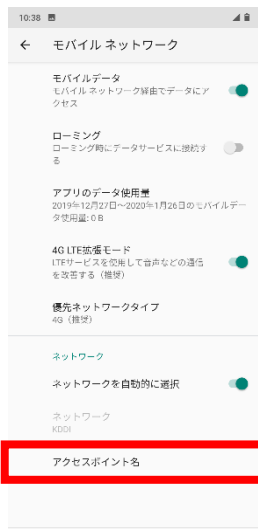 10:38
モバイル ネットワーク
モバイルデータ
モバイル ネットワーク経由でデータにア
クセス
ローミング
ローミング時にデータサービスに接続す
る
アプリのデータ使用量
2019年12月27日～2020年1月26日のモバイルデー
タ使用量: 0 B
4G LTE拡張モード
LTEサービスを使用して音声などの通信
を改善する（推奨）
優先ネットワークタイプ
4G（推奨）
ネットワーク
ネットワークを自動的に選択
ネットワーク
KDDI
アクセスポイント名